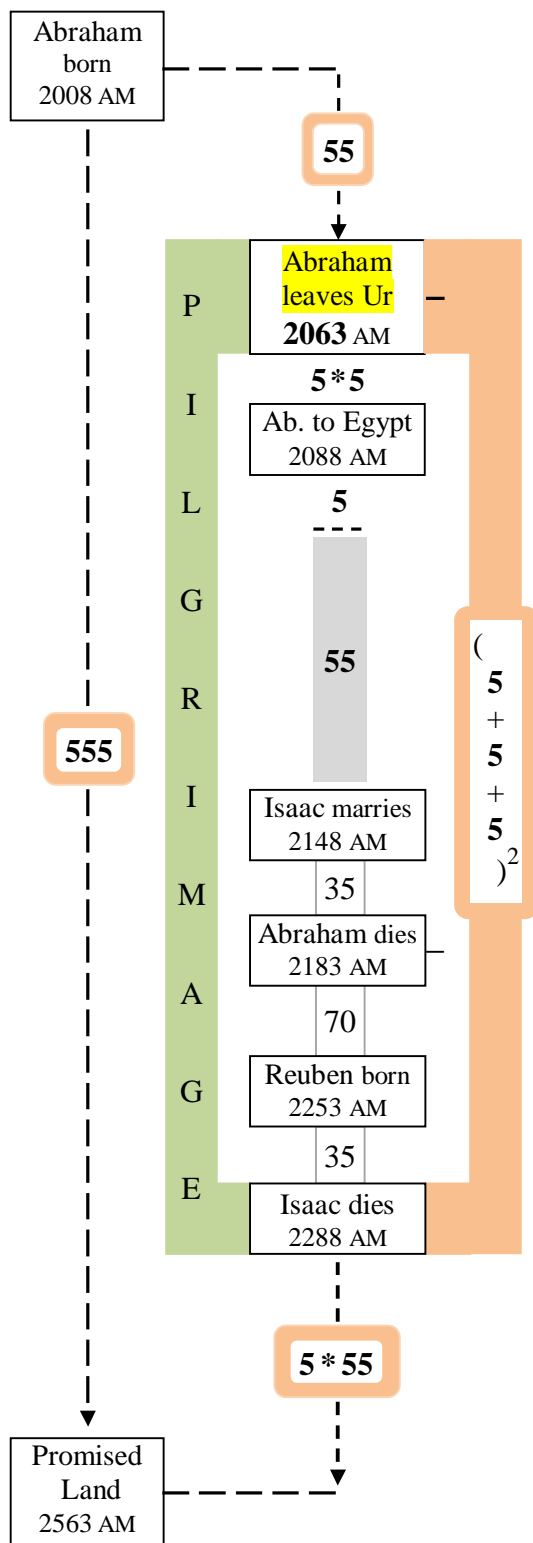 Abraham
born
2008 AM
55
Abraham
leaves Ur
2063 AM
5*5
Ab. to Egypt
2088 AM
5
55
Isaac marries
2148 AM
35
Abraham dies
2183 AM
70
Reuben born
2253 AM
35
Isaac dies
2288 AM
P
I
L
G
R
I
M
A
G
E
(
5
+
5
+
5
)2
555
5 * 55
Promised
Land
2563 AM